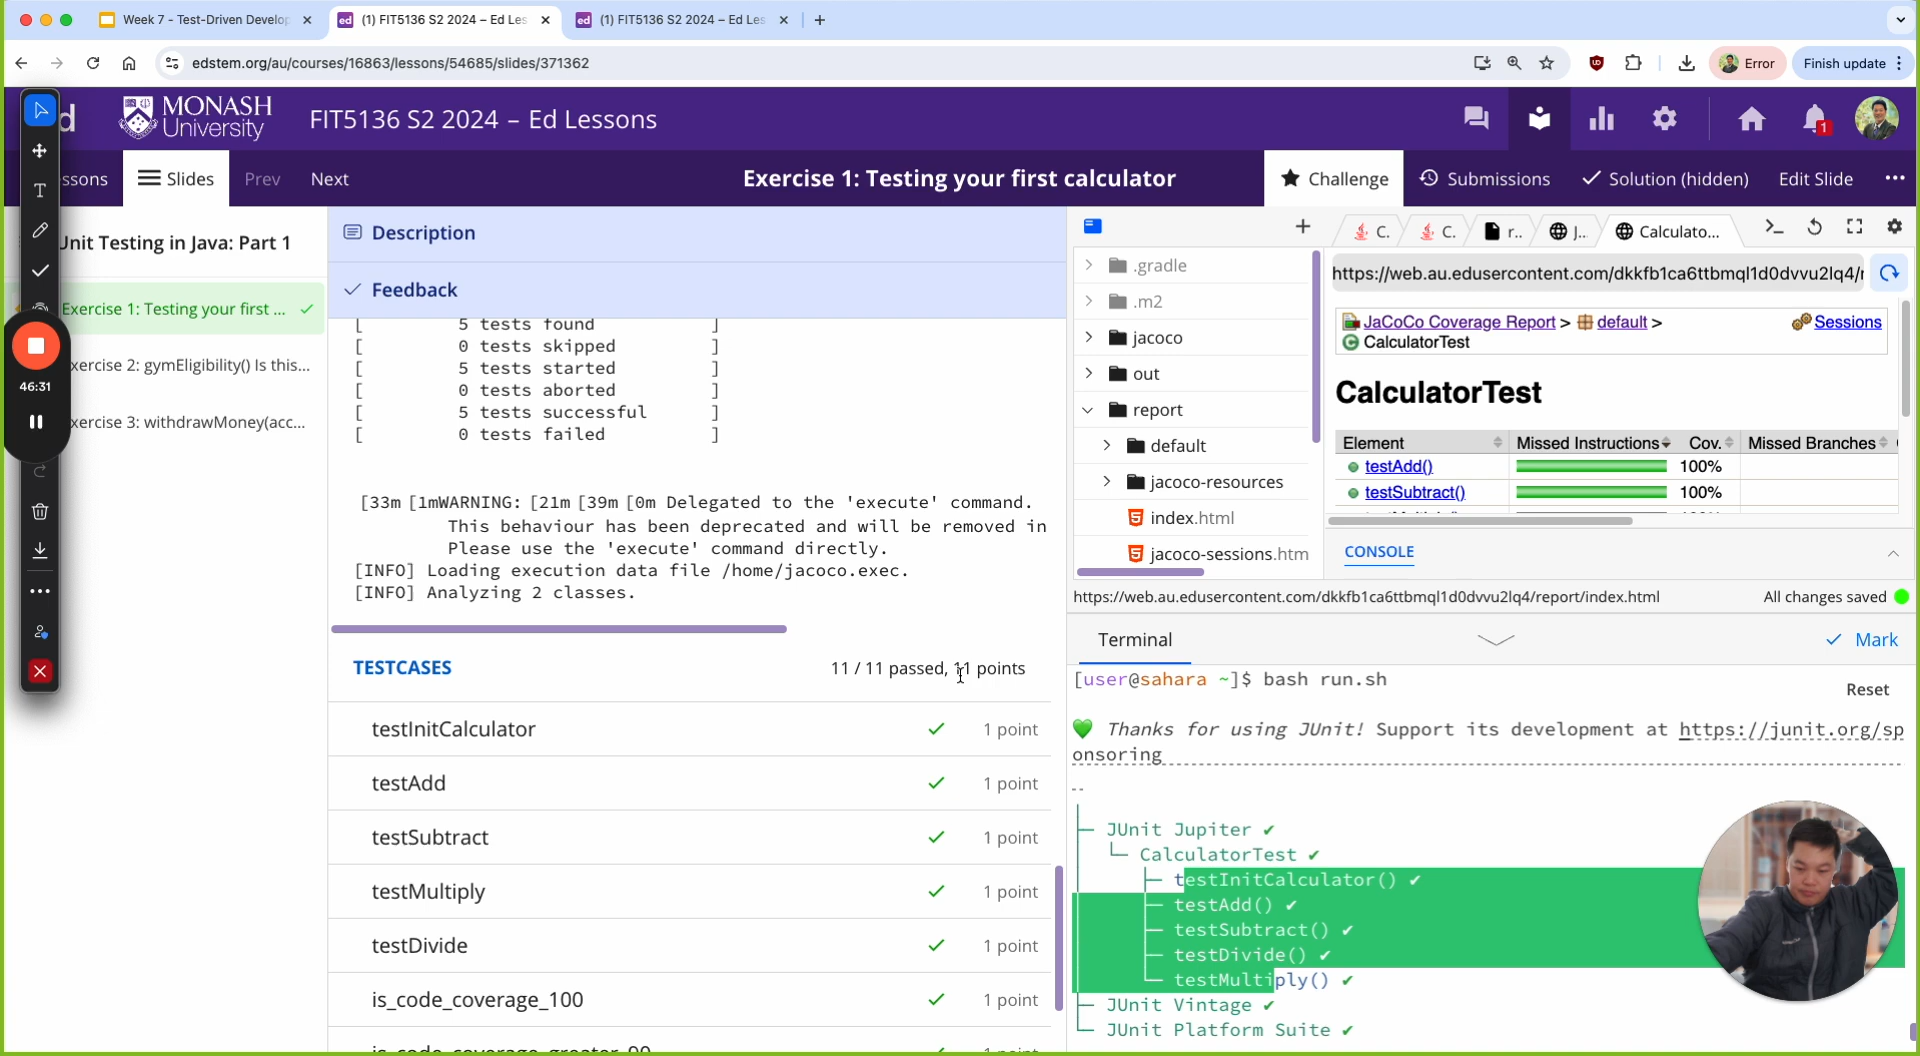 Week 7 - Test-Driven Develop
(1) FIT5136 S2 2024 – Ed Les
(1) FIT5136 S2 2024 – Ed Les
edstem.org/au/courses/16863/lessons/54685/slides/371362
Error
Finish update
d
MONASH
University
FIT5136 S2 2024 – Ed Lessons
1
ssons
Slides
Prev
Next
Exercise 1: Testing your first calculator
Challenge
Submissions
Solution (hidden)
Edit Slide
T
46:31
Unit Testing in Java: Part 1
Exercise 1: Testing your first ...
xercise 2: gymEligibility() Is this...
xercise 3: withdrawMoney(acc...
Description
Feedback
[ 5 tests found ]
[ 0 tests skipped ]
[ 5 tests started ]
[ 0 tests aborted ]
[ 5 tests successful ]
[ 0 tests failed ]
[33m [1mWARNING: [21m [39m [0m Delegated to the 'execute' command.
This behaviour has been deprecated and will be removed in
Please use the 'execute' command directly.
[INFO] Loading execution data file /home/jacoco.exec.
[INFO] Analyzing 2 classes.
TESTCASES
11 / 11 passed, 11 points
testInitCalculator 1 point
testAdd 1 point
testSubtract 1 point
testMultiply 1 point
testDivide 1 point
is_code_coverage_100 1 point
is_code_coverage_greater_90 1 point
.gradle
.m2
jacoco
out
report
default
jacoco-resources
index.html
jacoco-sessions.htm
C.
C.
r..
J...
Calculato...
https://web.au.edusercontent.com/dkkfb1ca6ttbmql1d0dvvu2lq4/r
JaCoCo Coverage Report > default >
Sessions
CalculatorTest
CalculatorTest
Element Missed Instructions Cov. Missed Branches
testAdd() 100%
testSubtract() 100%
CONSOLE
https://web.au.edusercontent.com/dkkfb1ca6ttbmql1d0dvvu2lq4/report/index.html
All changes saved
Terminal
Mark
[user@sahara ~]$ bash run.sh
Reset
Thanks for using JUnit! Support its development at https://junit.org/sp
onsoring
JUnit Jupiter ✔
CalculatorTest ✔
testInitCalculator() ✔
testAdd() ✔
testSubtract() ✔
testDivide() ✔
testMultiply() ✔
JUnit Vintage ✔
JUnit Platform Suite ✔